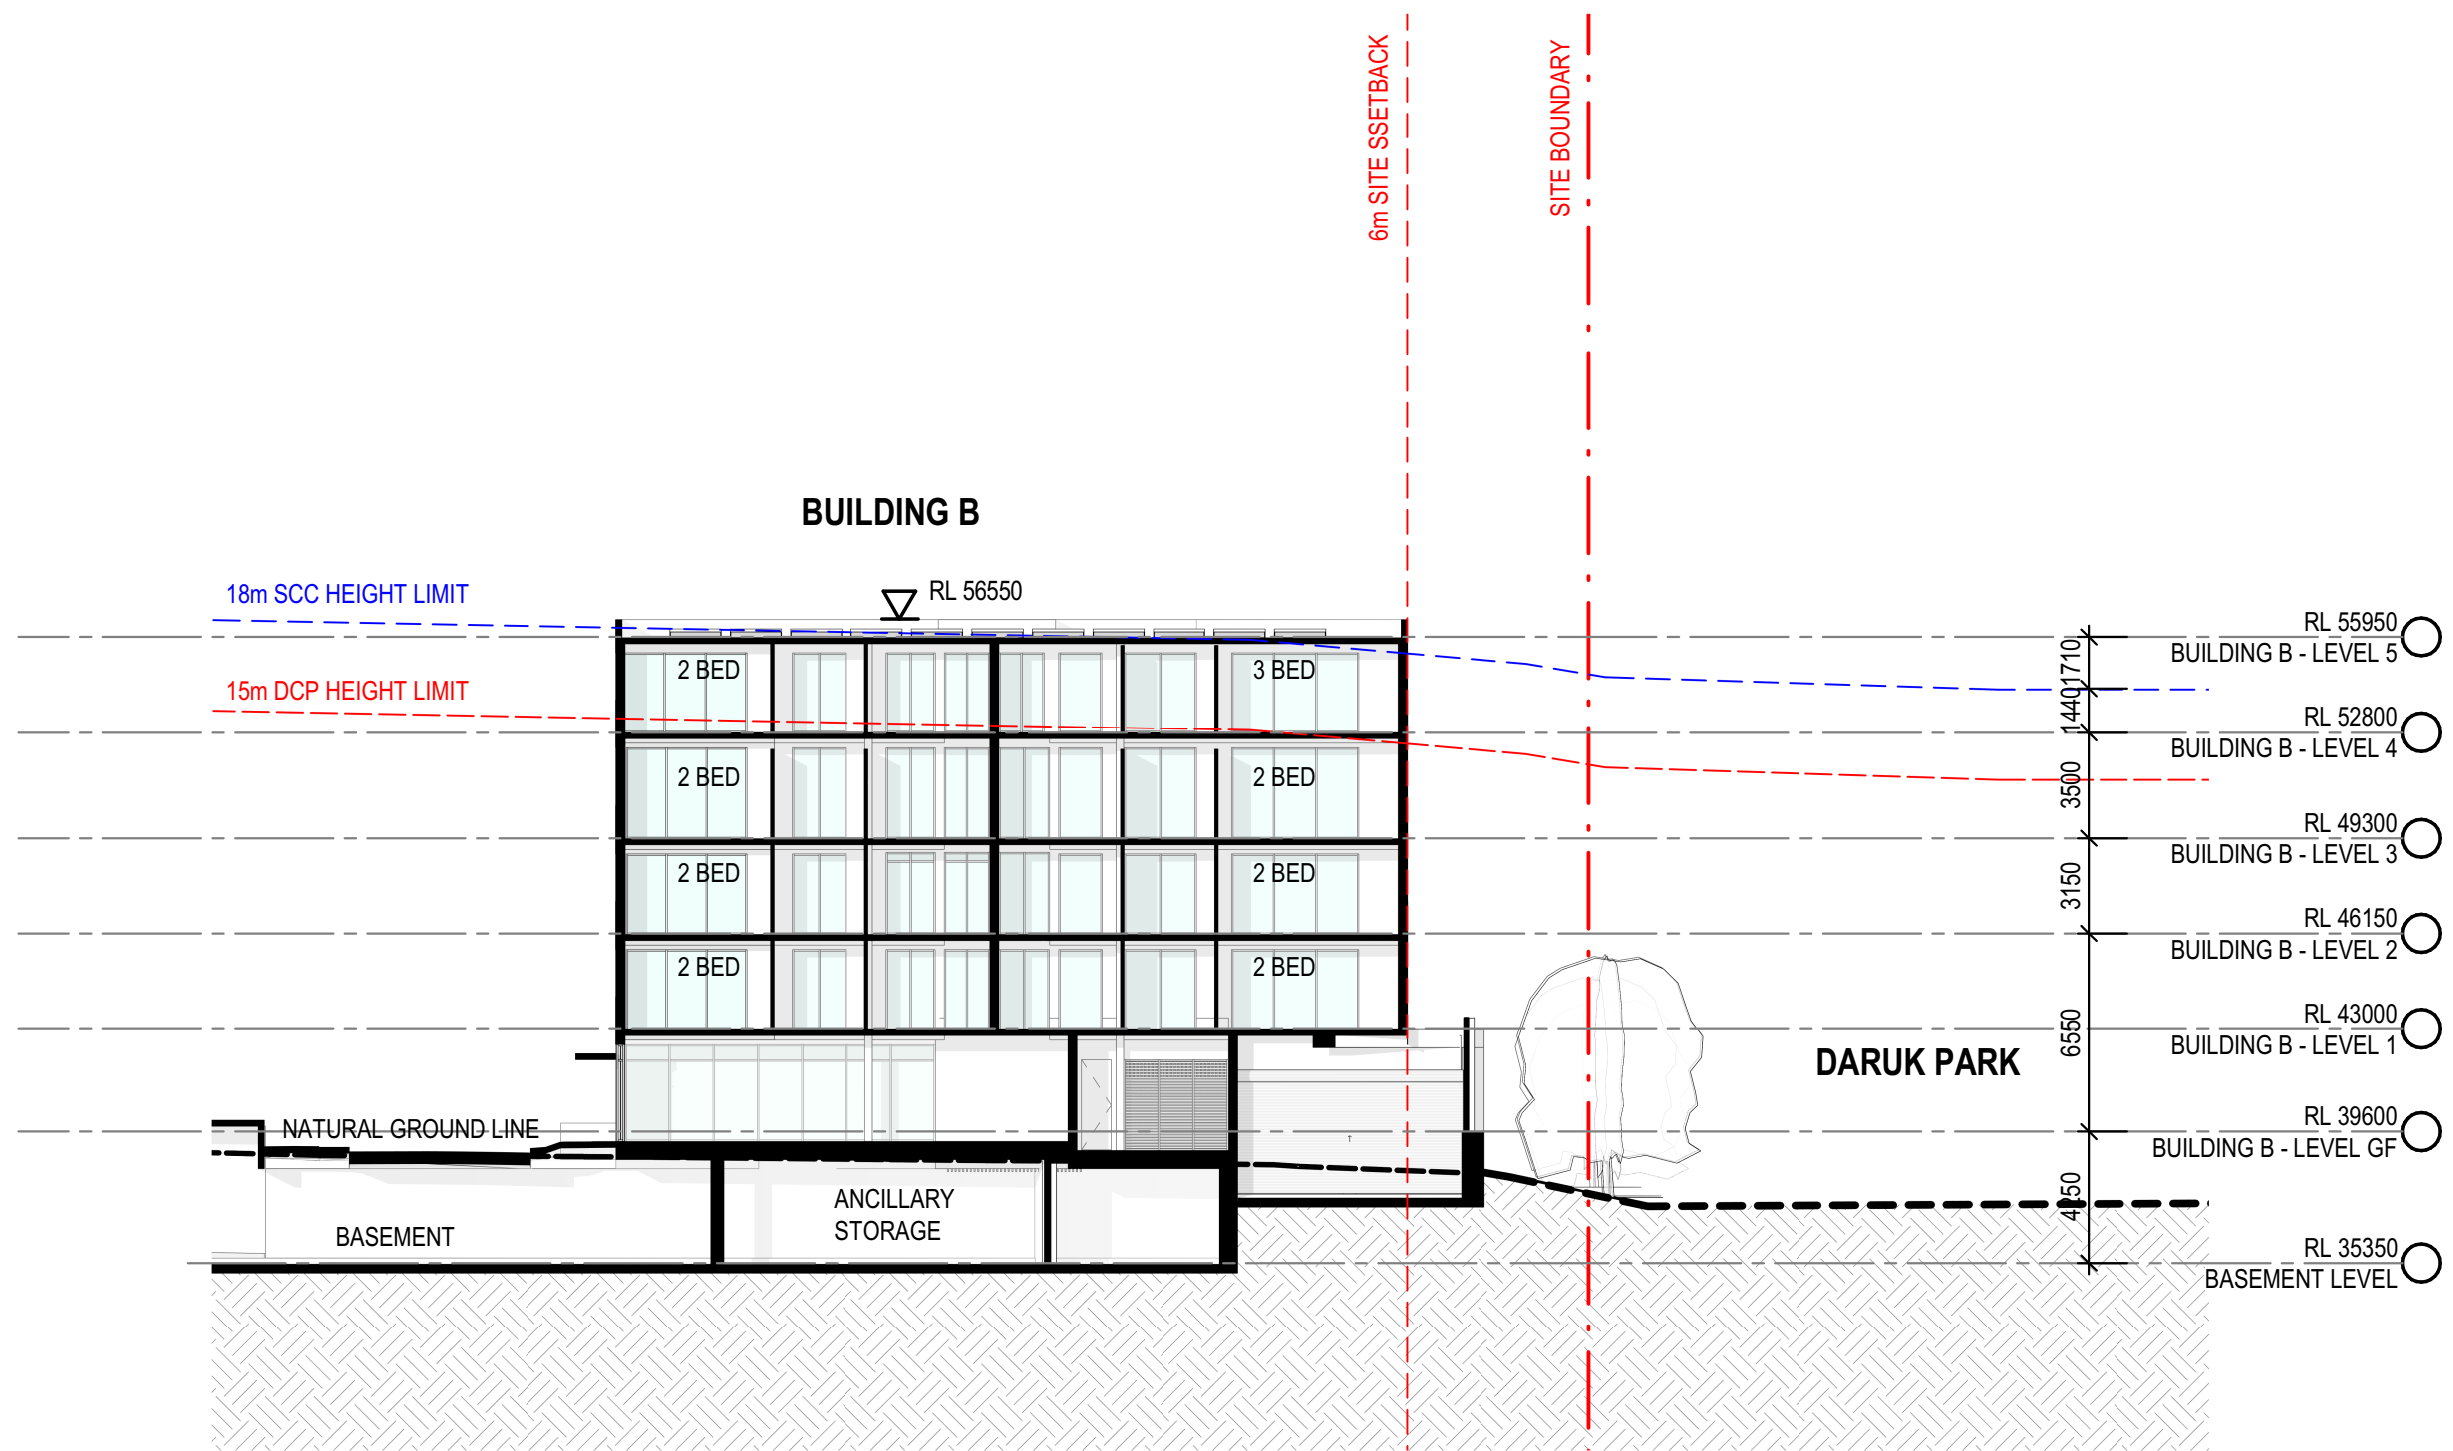 6m SITE SSETBACK
SITE BOUNDARY
BUILDING B
18m SCC HEIGHT LIMIT
RL 56550
15m DCP HEIGHT LIMIT
2 BED
3 BED
2 BED
2 BED
2 BED
2 BED
2 BED
2 BED
RL 55950
BUILDING B - LEVEL 5
1710
1440
RL 52800
BUILDING B - LEVEL 4
3500
RL 49300
BUILDING B - LEVEL 3
3150
RL 46150
BUILDING B - LEVEL 2
RL 43000
BUILDING B - LEVEL 1
6550
DARUK PARK
RL 39600
BUILDING B - LEVEL GF
NATURAL GROUND LINE
4250
ANCILLARY
STORAGE
BASEMENT
RL 35350
BASEMENT LEVEL